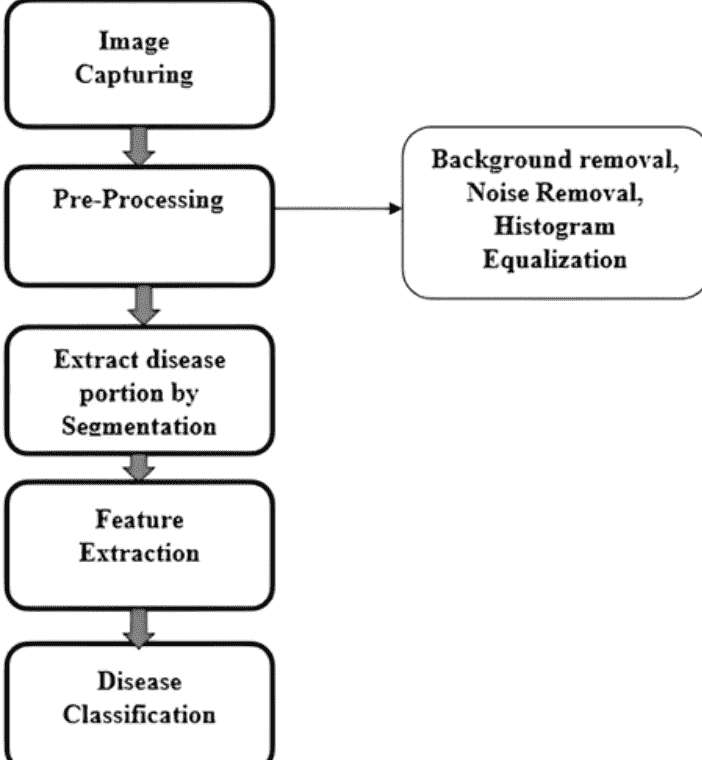 Image
Capturing
Pre-Processing
Background removal,
Noise Removal,
Histogram
Equalization
Extract disease
portion by
Segmentation
Feature
Extraction
Disease
Classification